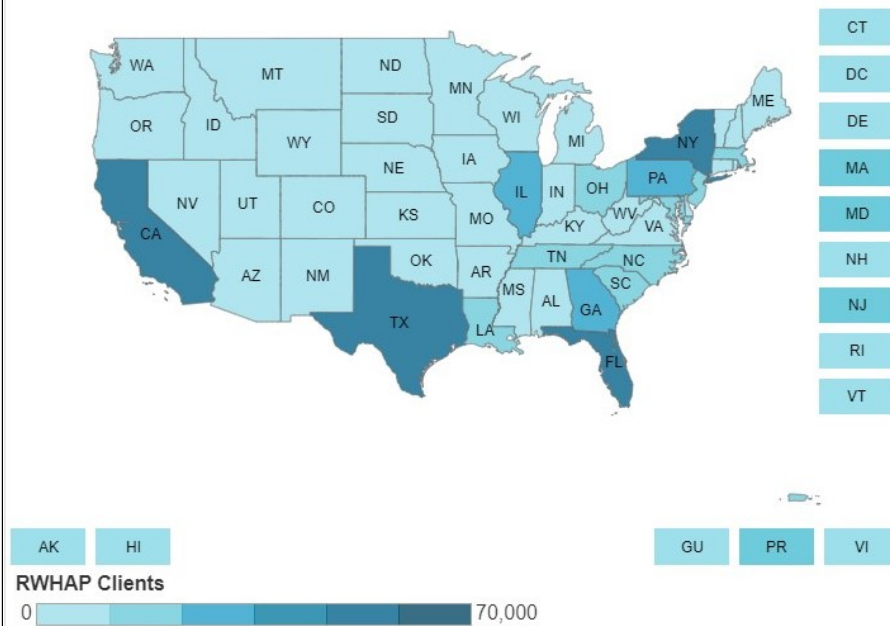 CT
WA
MT
ND
MN
ME
DC
OR
ID
SD
WI
MI
NY
DE
WY
IA
NE
PA
MA
NV
UT
CO
IL
IN
OH
KS
MO
WV
VA
MD
CA
KY
OK
TN
NC
NH
AZ
NM
AR
SC
MS
AL
GA
NJ
TX
LA
FL
RI
VT
AK
HI
GU
PR
VI
RWHAP Clients
0
70,000